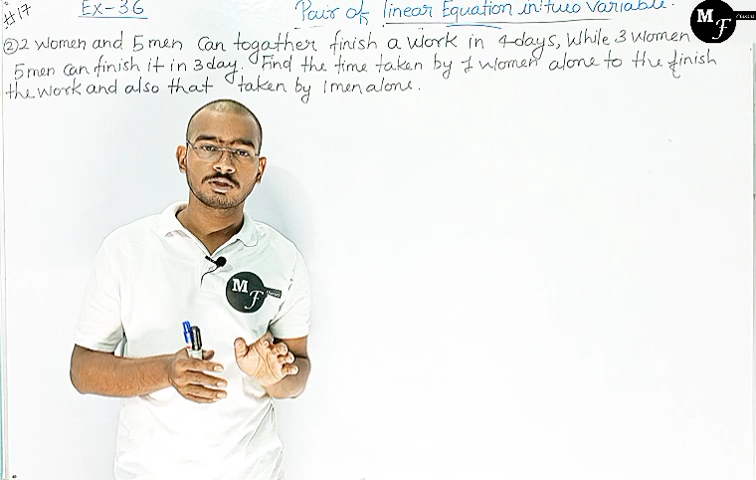 #17
Ex-36
Pair of linear Equation in two variable.
② 2 women and 5 men can togather finish a work in 4 days, While 3 women
5 men can finish it in 3 day. Find the time taken by 1 women alone to the finish
the work and also that taken by 1 men alone.
M
F
M
F